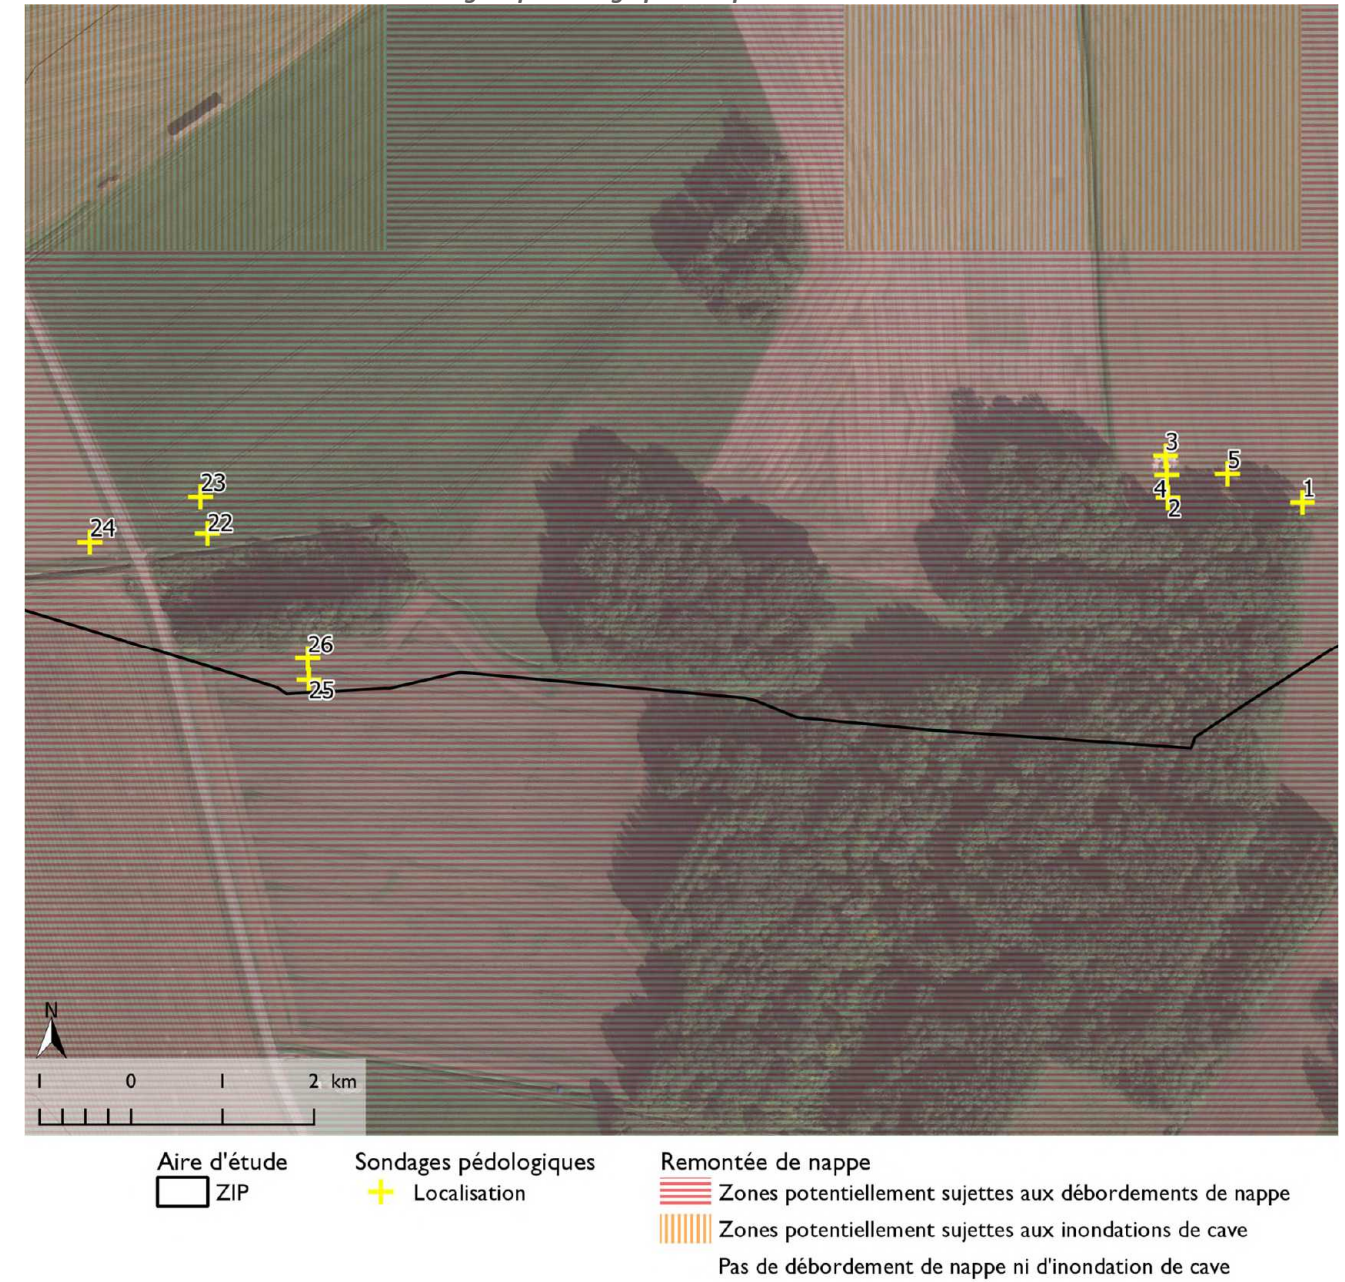 3
5
4
1
2
23
22
24
26
25
N
1 0 1 2 km
Aire d'étude
ZIP
Sondages pédologiques
Localisation
Remontée de nappe
Zones potentiellement sujettes aux débordements de nappe
Zones potentiellement sujettes aux inondations de cave
Pas de débordement de nappe ni d'inondation de cave